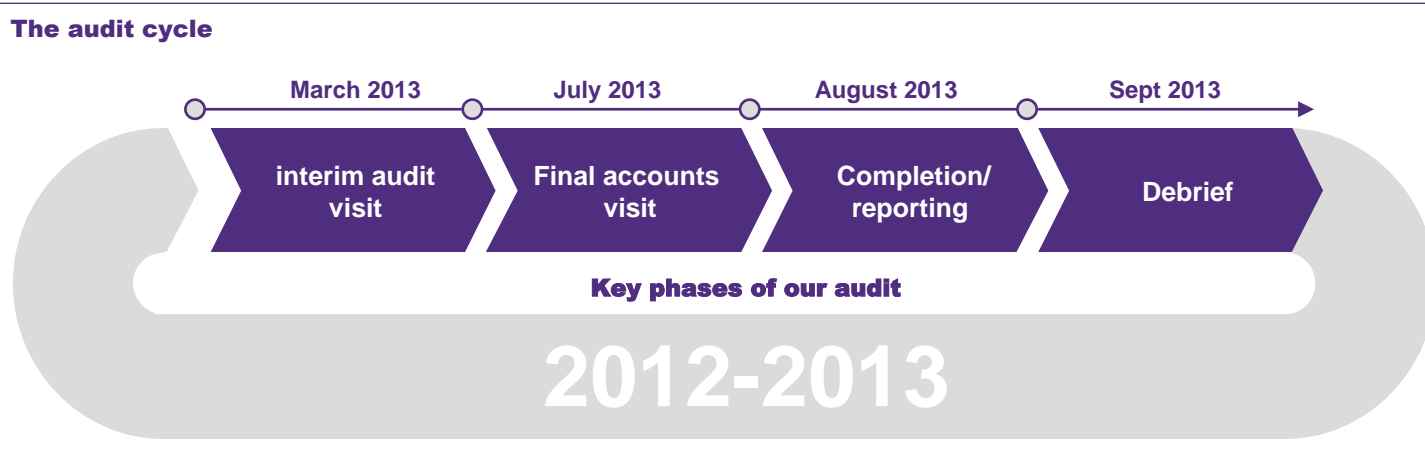 The audit cycle
March 2013 July 2013 August 2013 Sept 2013
interim audit
visit
Final accounts
visit
Completion/
reporting
Debrief
Key phases of our audit
2012-2013